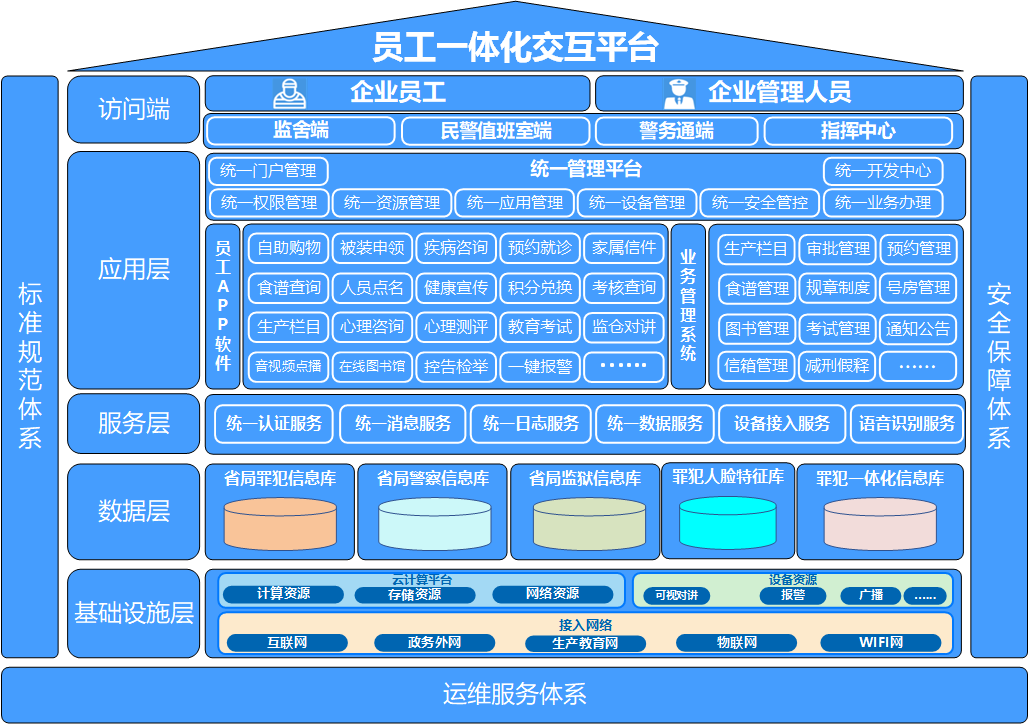 员工一体化交互平台
标准规范体系
安全保障体系
访问端
企业员工
企业管理人员
监舍端
民警值班室端
警务通端
指挥中心
应用层
统一门户管理
统一管理平台
统一开发中心
统一权限管理
统一资源管理
统一应用管理
统一设备管理
统一安全管控
统一业务办理
员工APP软件
自助购物
被装申领
疾病咨询
预约就诊
家属信件
食谱查询
人员点名
健康宣传
积分兑换
考核查询
生产栏目
心理咨询
心理测评
教育考试
监仓对讲
音视频点播
在线图书馆
控告检举
一键报警
······
业务管理系统
生产栏目
审批管理
预约管理
食谱管理
规章制度
号房管理
图书管理
考试管理
通知公告
信箱管理
减刑假释
······
服务层
统一认证服务
统一消息服务
统一日志服务
统一数据服务
设备接入服务
语音识别服务
数据层
省局罪犯信息库
省局警察信息库
省局监狱信息库
罪犯人脸特征库
罪犯一体化信息库
基础设施层
云计算平台
计算资源
存储资源
网络资源
设备资源
可视对讲
报警
广播
……
接入网络
互联网
政务外网
生产教育网
物联网
WIFI网
运维服务体系